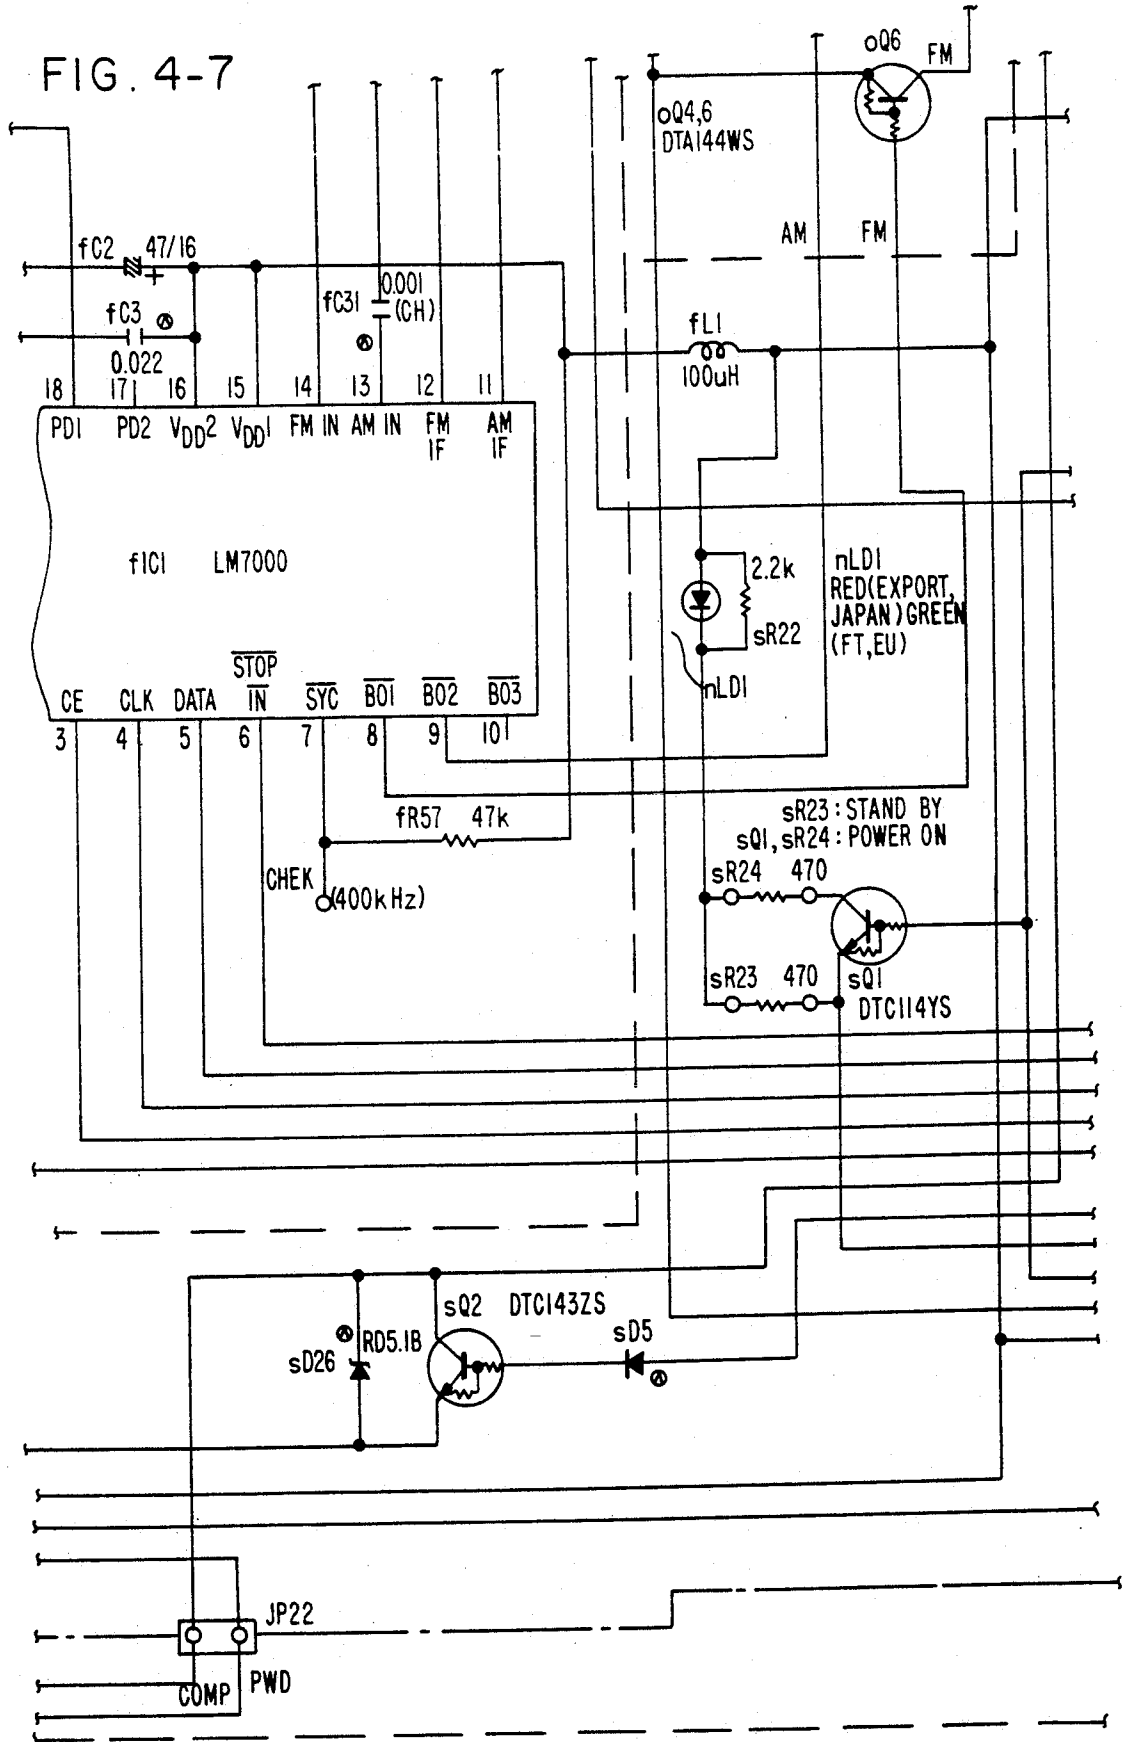 FIG. 4-7
oQ6
FM
oQ4,6
DTA144WS
AM
FM
fC2 47/16
+
fC3
0.022
fC31
0.001
(CH)
fL1
100uH
18 17 16 15 14 13 12 11
PD1 PD2 VDD2 VDD1 FM IN AM IN FM IF AM IF
fIC1 LM7000
STOP
CE CLK DATA IN SYC BO1 BO2 BO3
3 4 5 6 7 8 9 10
2.2k
sR22
nLD1
nLD1
RED(EXPORT,
JAPAN)GREEN
(FT,EU)
fR57 47k
CHEK
(400kHz)
sR23:STAND BY
sQ1,sR24:POWER ON
sR24 470
sR23 470
sQ1
DTC114YS
sQ2 DTC143ZS
RD5.1B
sD26
sD5
JP22
COMP
PWD